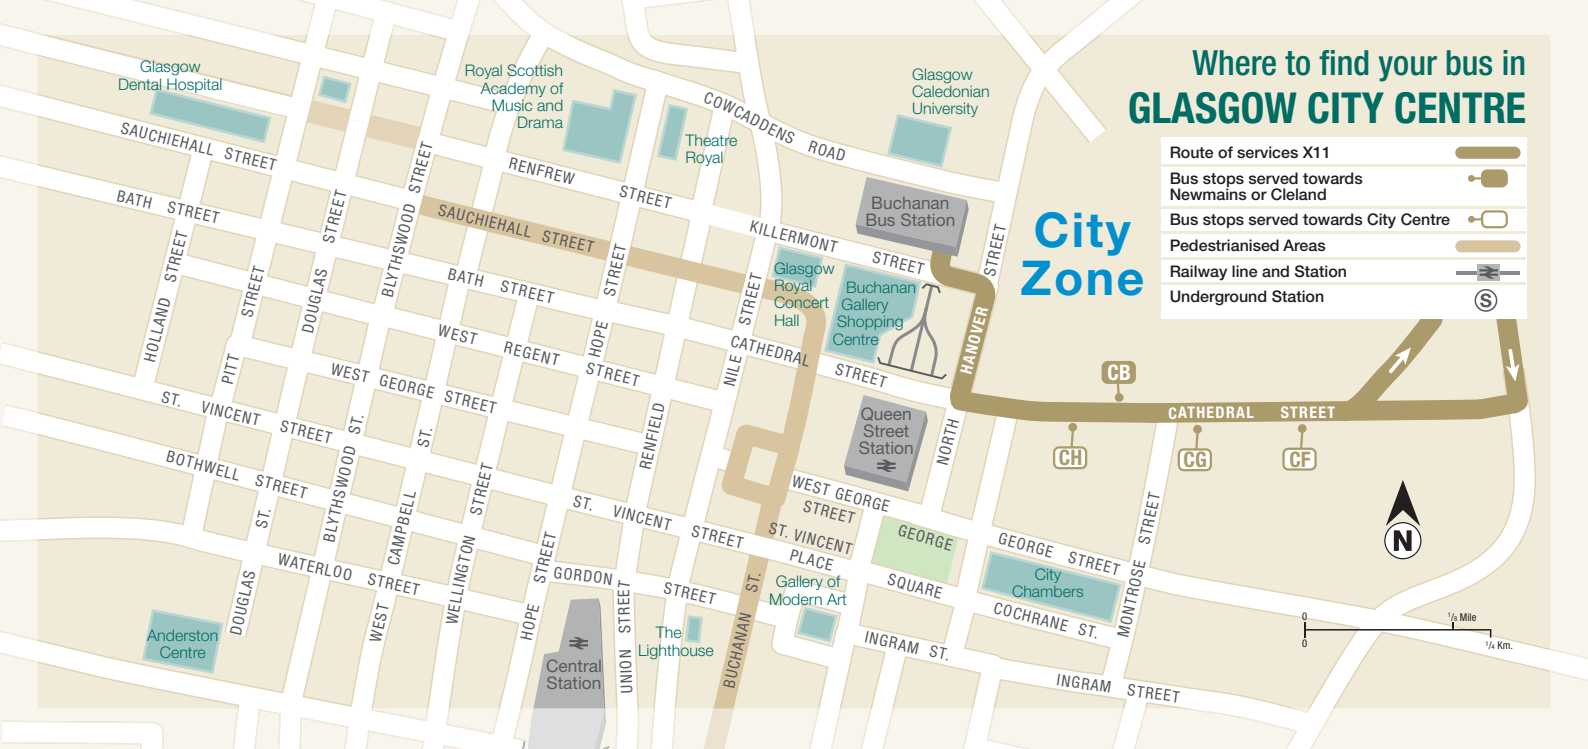 Where to find your bus in
GLASGOW CITY CENTRE
Route of services X11
Bus stops served towards
Newmains or Cleland
Bus stops served towards City Centre
Pedestrianised Areas
Railway line and Station
Underground Station
S
City
Zone
Glasgow
Dental Hospital
Royal Scottish
Academy of
Music and
Drama
Theatre
Royal
Glasgow
Caledonian
University
COWCADDENS ROAD
SAUCHIEHALL STREET
RENFREW STREET
BATH STREET
SAUCHIEHALL STREET
KILLERMONT STREET
Buchanan
Bus Station
HOLLAND STREET
PITT STREET
DOUGLAS STREET
BLYTHSWOOD STREET
BATH STREET
HOPE STREET
NILE STREET
Glasgow
Royal
Concert
Hall
Buchanan
Gallery
Shopping
Centre
HANOVER STREET
WEST REGENT STREET
CATHEDRAL STREET
WEST GEORGE STREET
ST. VINCENT STREET
CB
CATHEDRAL STREET
CH
CG
CF
Queen
Street
Station
NORTH
RENFIELD
BOTHWELL STREET
BLYTHSWOOD ST.
CAMPBELL ST.
WELLINGTON STREET
ST. VINCENT STREET
WEST GEORGE
STREET
ST. VINCENT
PLACE
GEORGE
SQUARE
GEORGE STREET
City
Chambers
MONTROSE STREET
N
DOUGLAS ST.
WATERLOO STREET
WEST
HOPE STREET
GORDON STREET
UNION STREET
BUCHANAN ST.
Gallery of
Modern Art
COCHRANE ST.
INGRAM ST.
INGRAM STREET
Anderston
Centre
Central
Station
The
Lighthouse
0
1/8 Mile
0
1/4 Km.